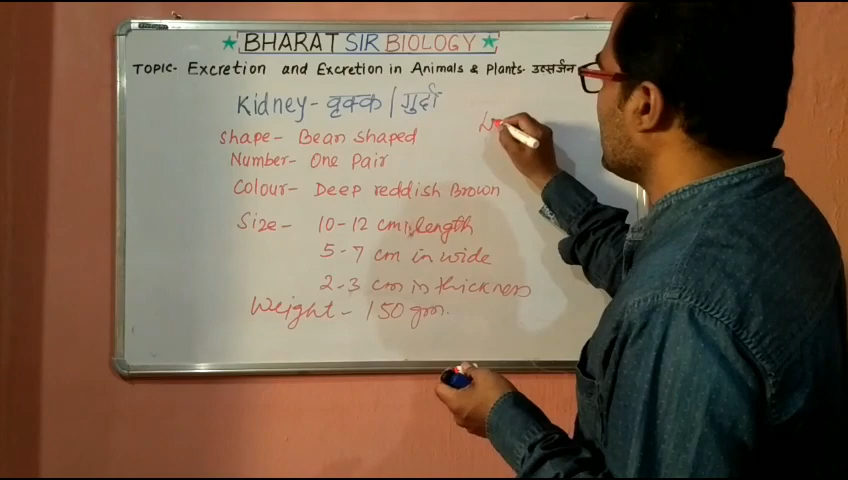 ★ BHARAT SIR BIOLOGY ★
TOPIC- Excretion and Excretion in Animals & Plants- उत्सर्जन
Kidney- वृक्क / गुर्दा
Shape- Bean shaped
Number- One Pair
Colour- Deep reddish Brown
Size- 10-12 cm in length
5-7 cm in wide
2-3 cm in thickness
Weight- 150 gm.